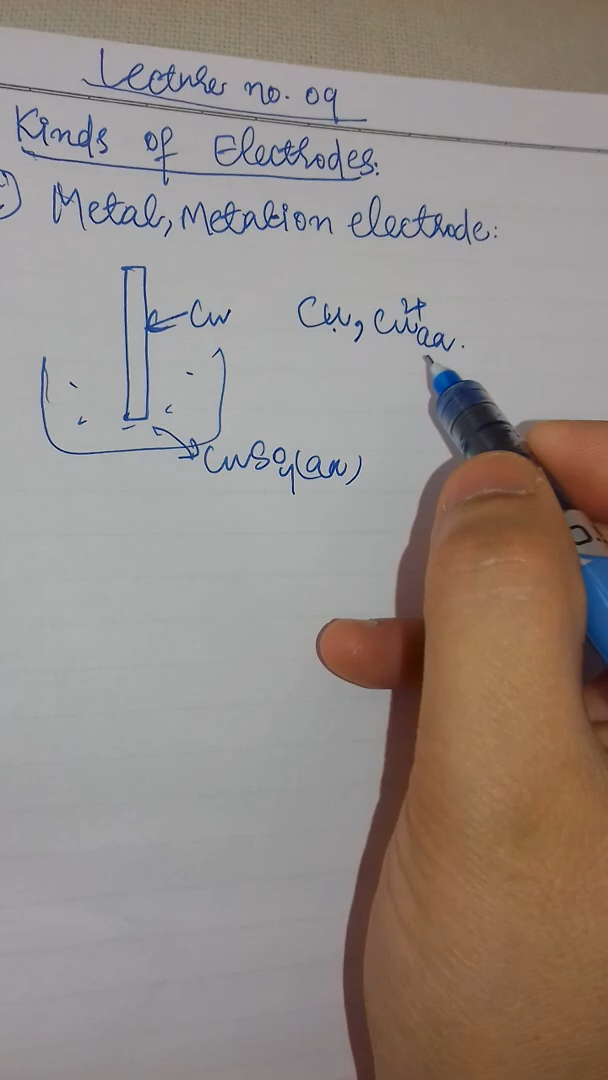 Lecture no. 09
Kinds of Electrodes:
Metal, Metal ion electrode:
Cu
Cu, Cu²⁺aq.
CuSO₄(aq)